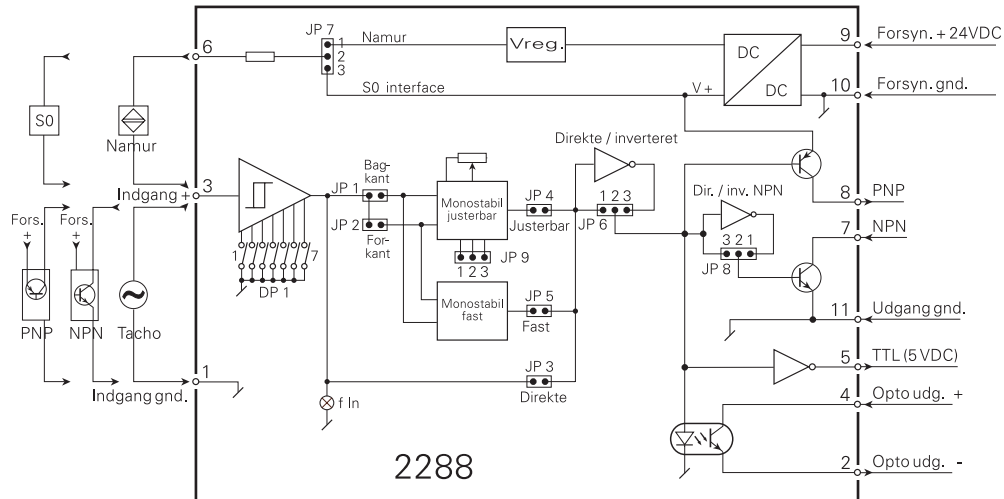 JP 7
6
1
2
3
Namur
Vreg.
DC
DC
9
Forsyn. + 24VDC
10
Forsyn. gnd.
S0 interface
V +
S0
Namur
Indgang +
3
Fors.
+
Fors.
+
PNP
NPN
Tacho
1
Indgang gnd.
1
7
DP 1
JP 1
Bag-
kant
JP 2
For-
kant
Monostabil
justerbar
JP 9
1 2 3
Monostabil
fast
JP 4
Justerbar
JP 5
Fast
JP 3
Direkte
f In
Direkte / inverteret
1 2 3
JP 6
Dir. / inv. NPN
3 2 1
JP 8
8
PNP
7
NPN
11
Udgang gnd.
5
TTL (5 VDC)
4
Opto udg. +
2
Opto udg. -
2288